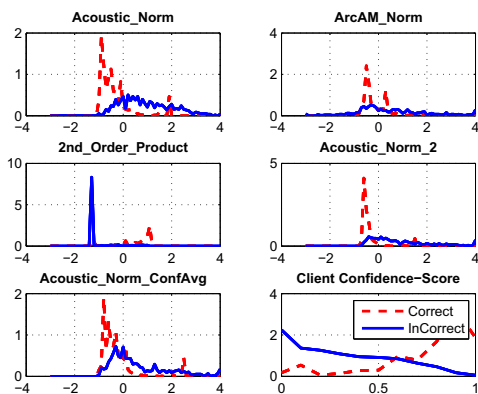 Acoustic_Norm
ArcAM_Norm
2
1
0
−4 −2 0 2 4
4
2
0
−4 −2 0 2 4
2nd_Order_Product
Acoustic_Norm_2
10
5
0
−4 −2 0 2 4
5
0
−4 −2 0 2 4
Acoustic_Norm_ConfAvg
Client Confidence−Score
2
1
0
−4 −2 0 2 4
4
2
0
0 0.5 1
Correct
InCorrect